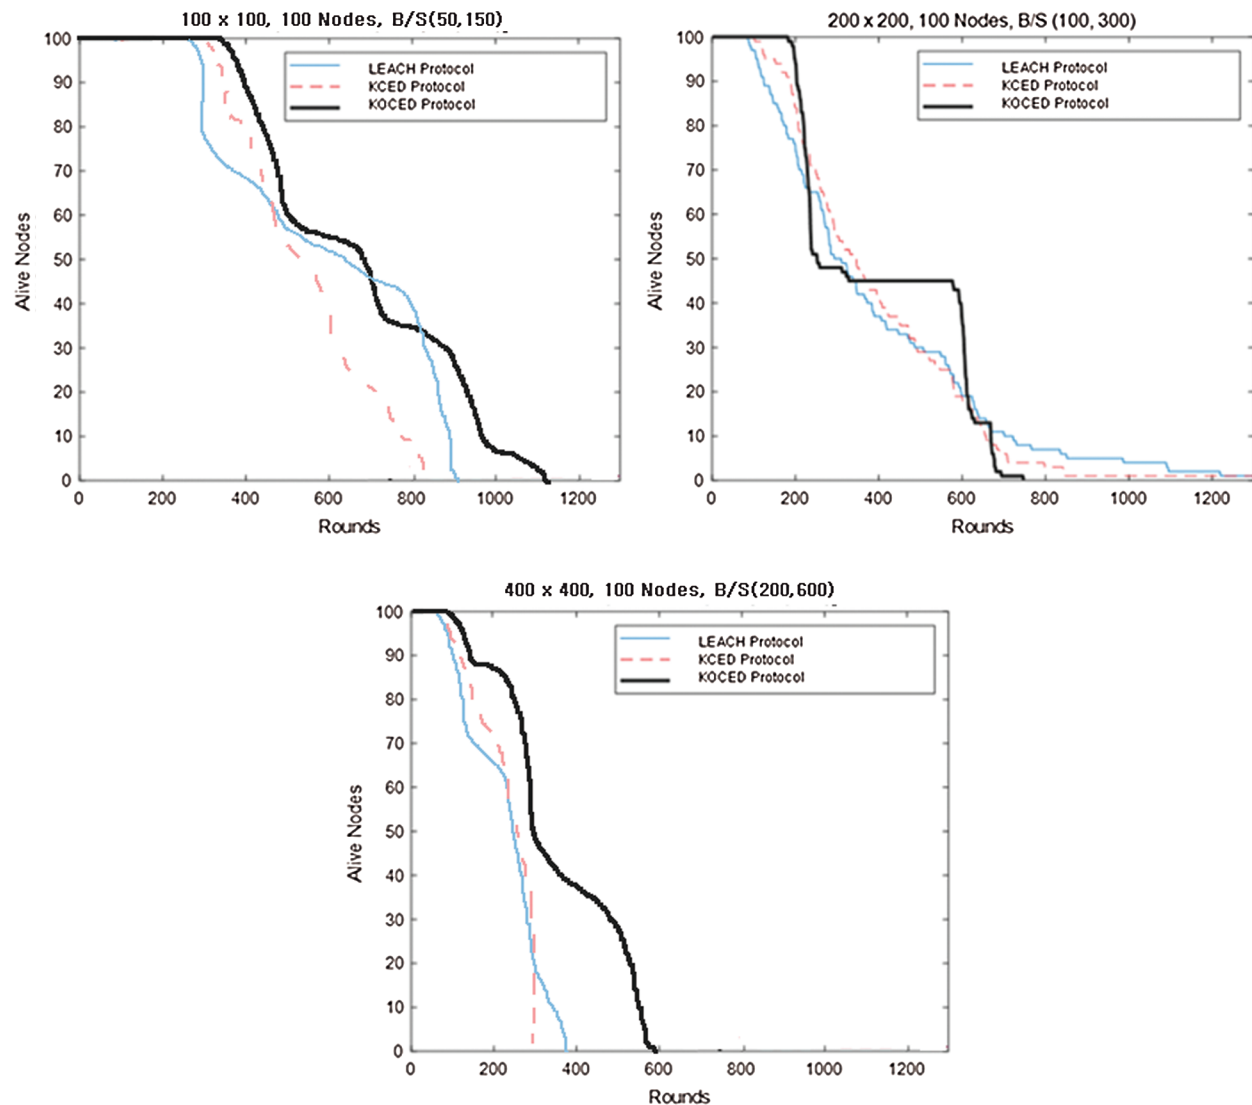 100 x 100, 100 Nodes, B/S(50,150)
100
90
80
70
60
50
40
30
20
10
0
Alive Nodes
LEACH Protocol
KCED Protocol
KOCED Protocol
0 200 400 600 800 1000 1200
Rounds
200 x 200, 100 Nodes, B/S (100, 300)
100
90
80
70
60
50
40
30
20
10
0
Alive Nodes
LEACH Protocol
KCED Protocol
KOCED Protocol
0 200 400 600 800 1000 1200
Rounds
400 x 400, 100 Nodes, B/S(200,600)
100
90
80
70
60
50
40
30
20
10
0
Alive Nodes
LEACH Protocol
KCED Protocol
KOCED Protocol
0 200 400 600 800 1000 1200
Rounds